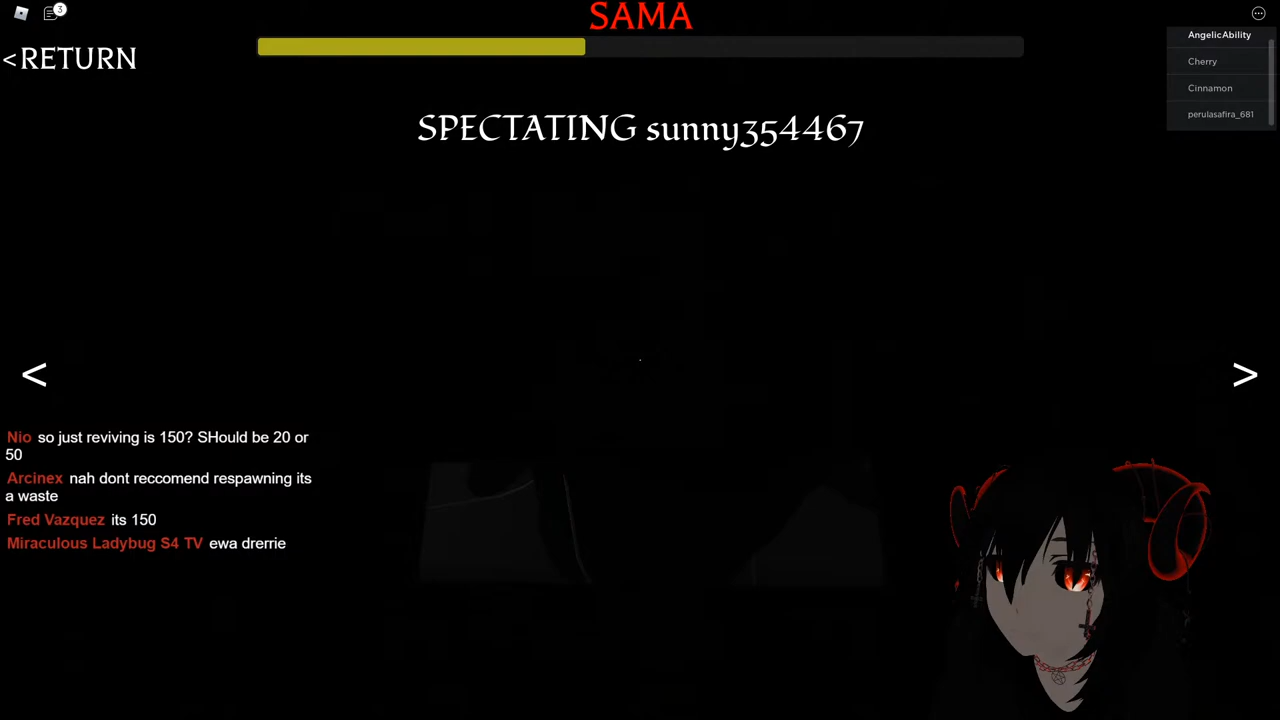 3
SAMA
<RETURN
SPECTATING sunny354467
AngelicAbility
Cherry
Cinnamon
perulasafira_681
<
>
Nio so just reviving is 150? SHould be 20 or
50
Arcinex nah dont reccomend respawning its
a waste
Fred Vazquez its 150
Miraculous Ladybug S4 TV ewa drerrie